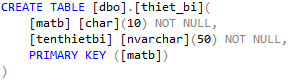 CREATE TABLE [dbo].[thiet_bi](
[matb] [char](10) NOT NULL,
[tenthietbi] [nvarchar](50) NOT NULL,
PRIMARY KEY ([matb])
)